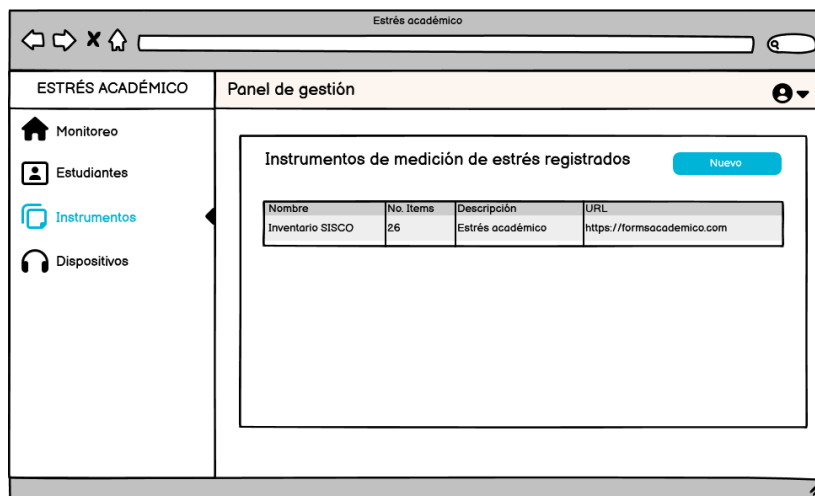 Estrés académico
ESTRÉS ACADÉMICO
Panel de gestión
Monitoreo
Estudiantes
Instrumentos
Dispositivos
Instrumentos de medición de estrés registrados
Nuevo
Nombre No. Items Descripción URL
Inventario SISCO 26 Estrés académico https://formsacademico.com